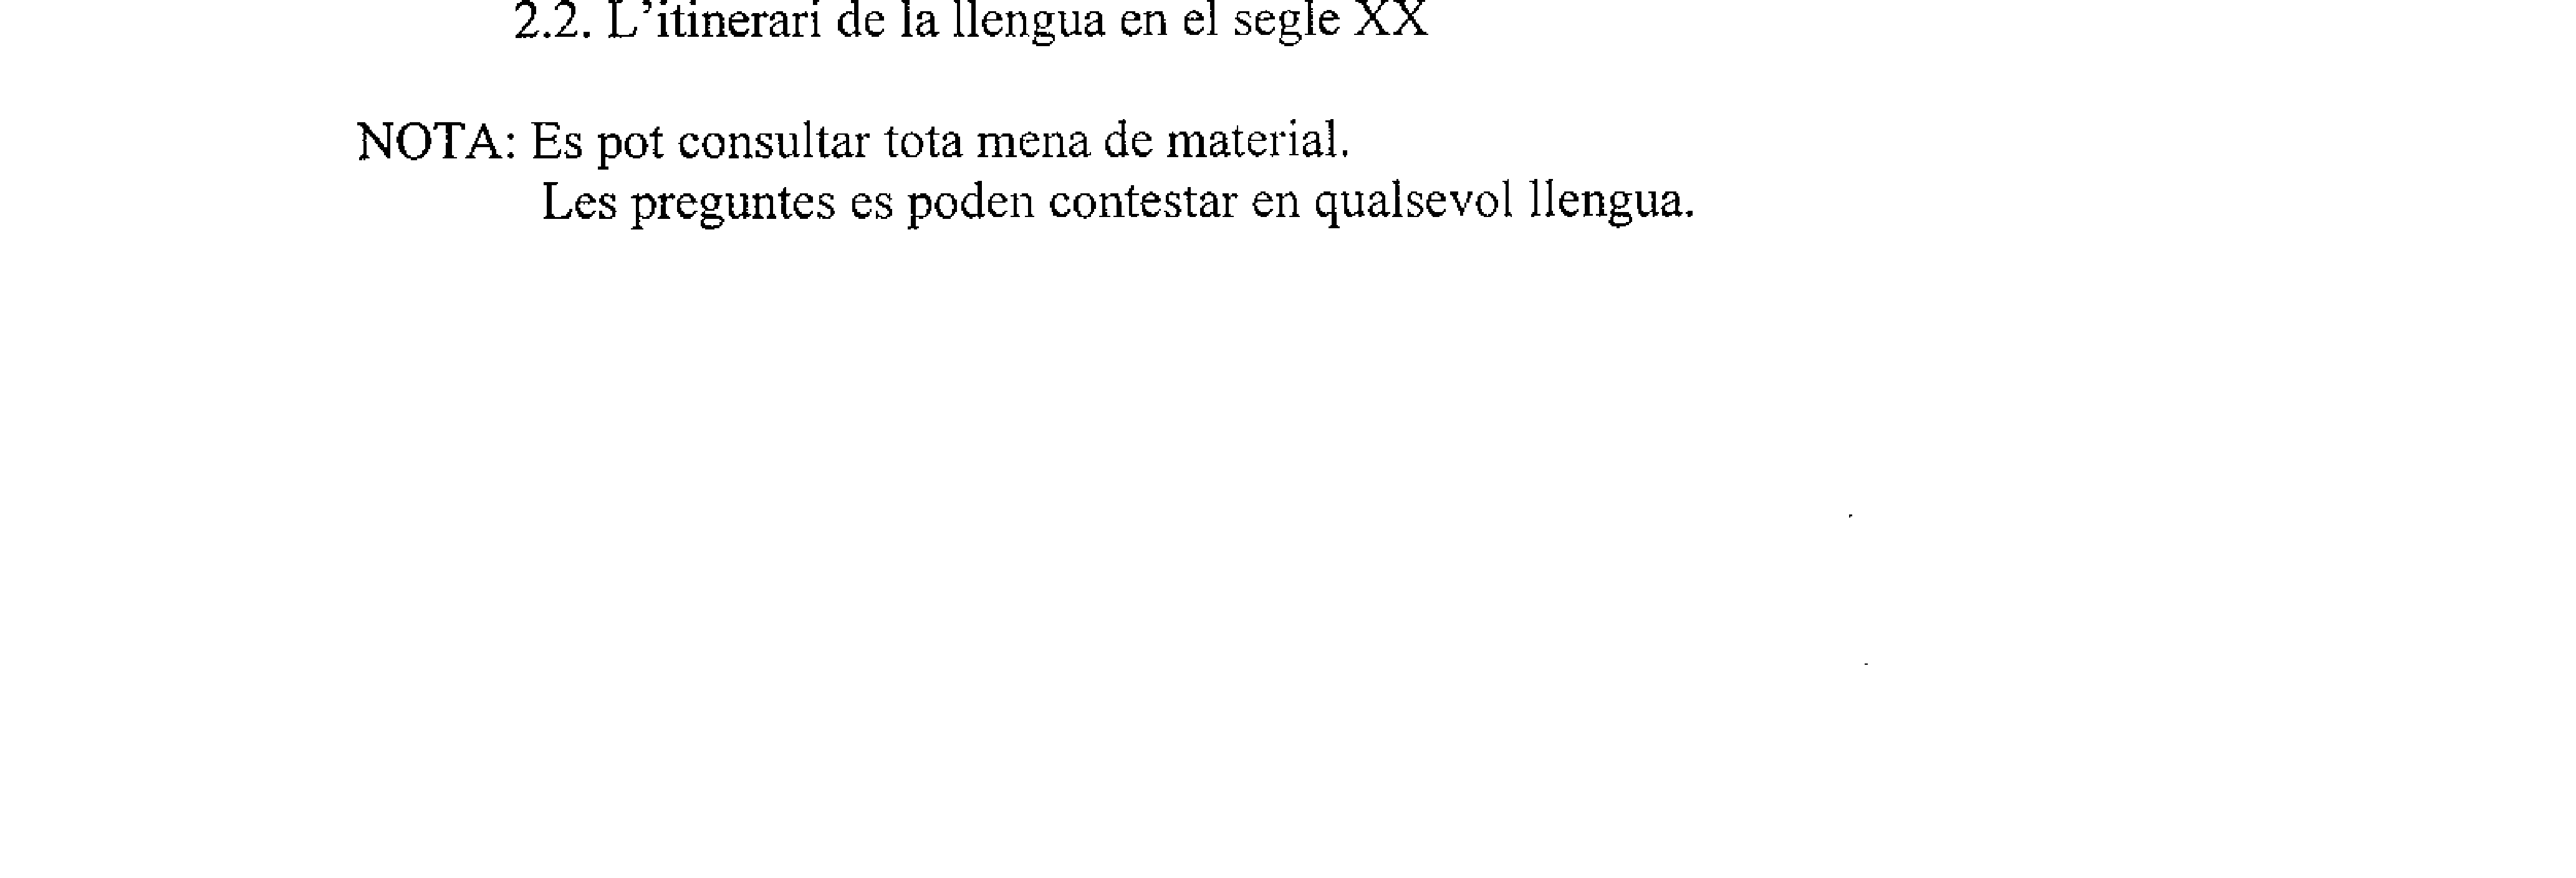 2.2. L’itinerari de la llengua en el segle XX
NOTA: Es pot consultar tota mena de material.
Les preguntes es poden contestar en qualsevol llengua.